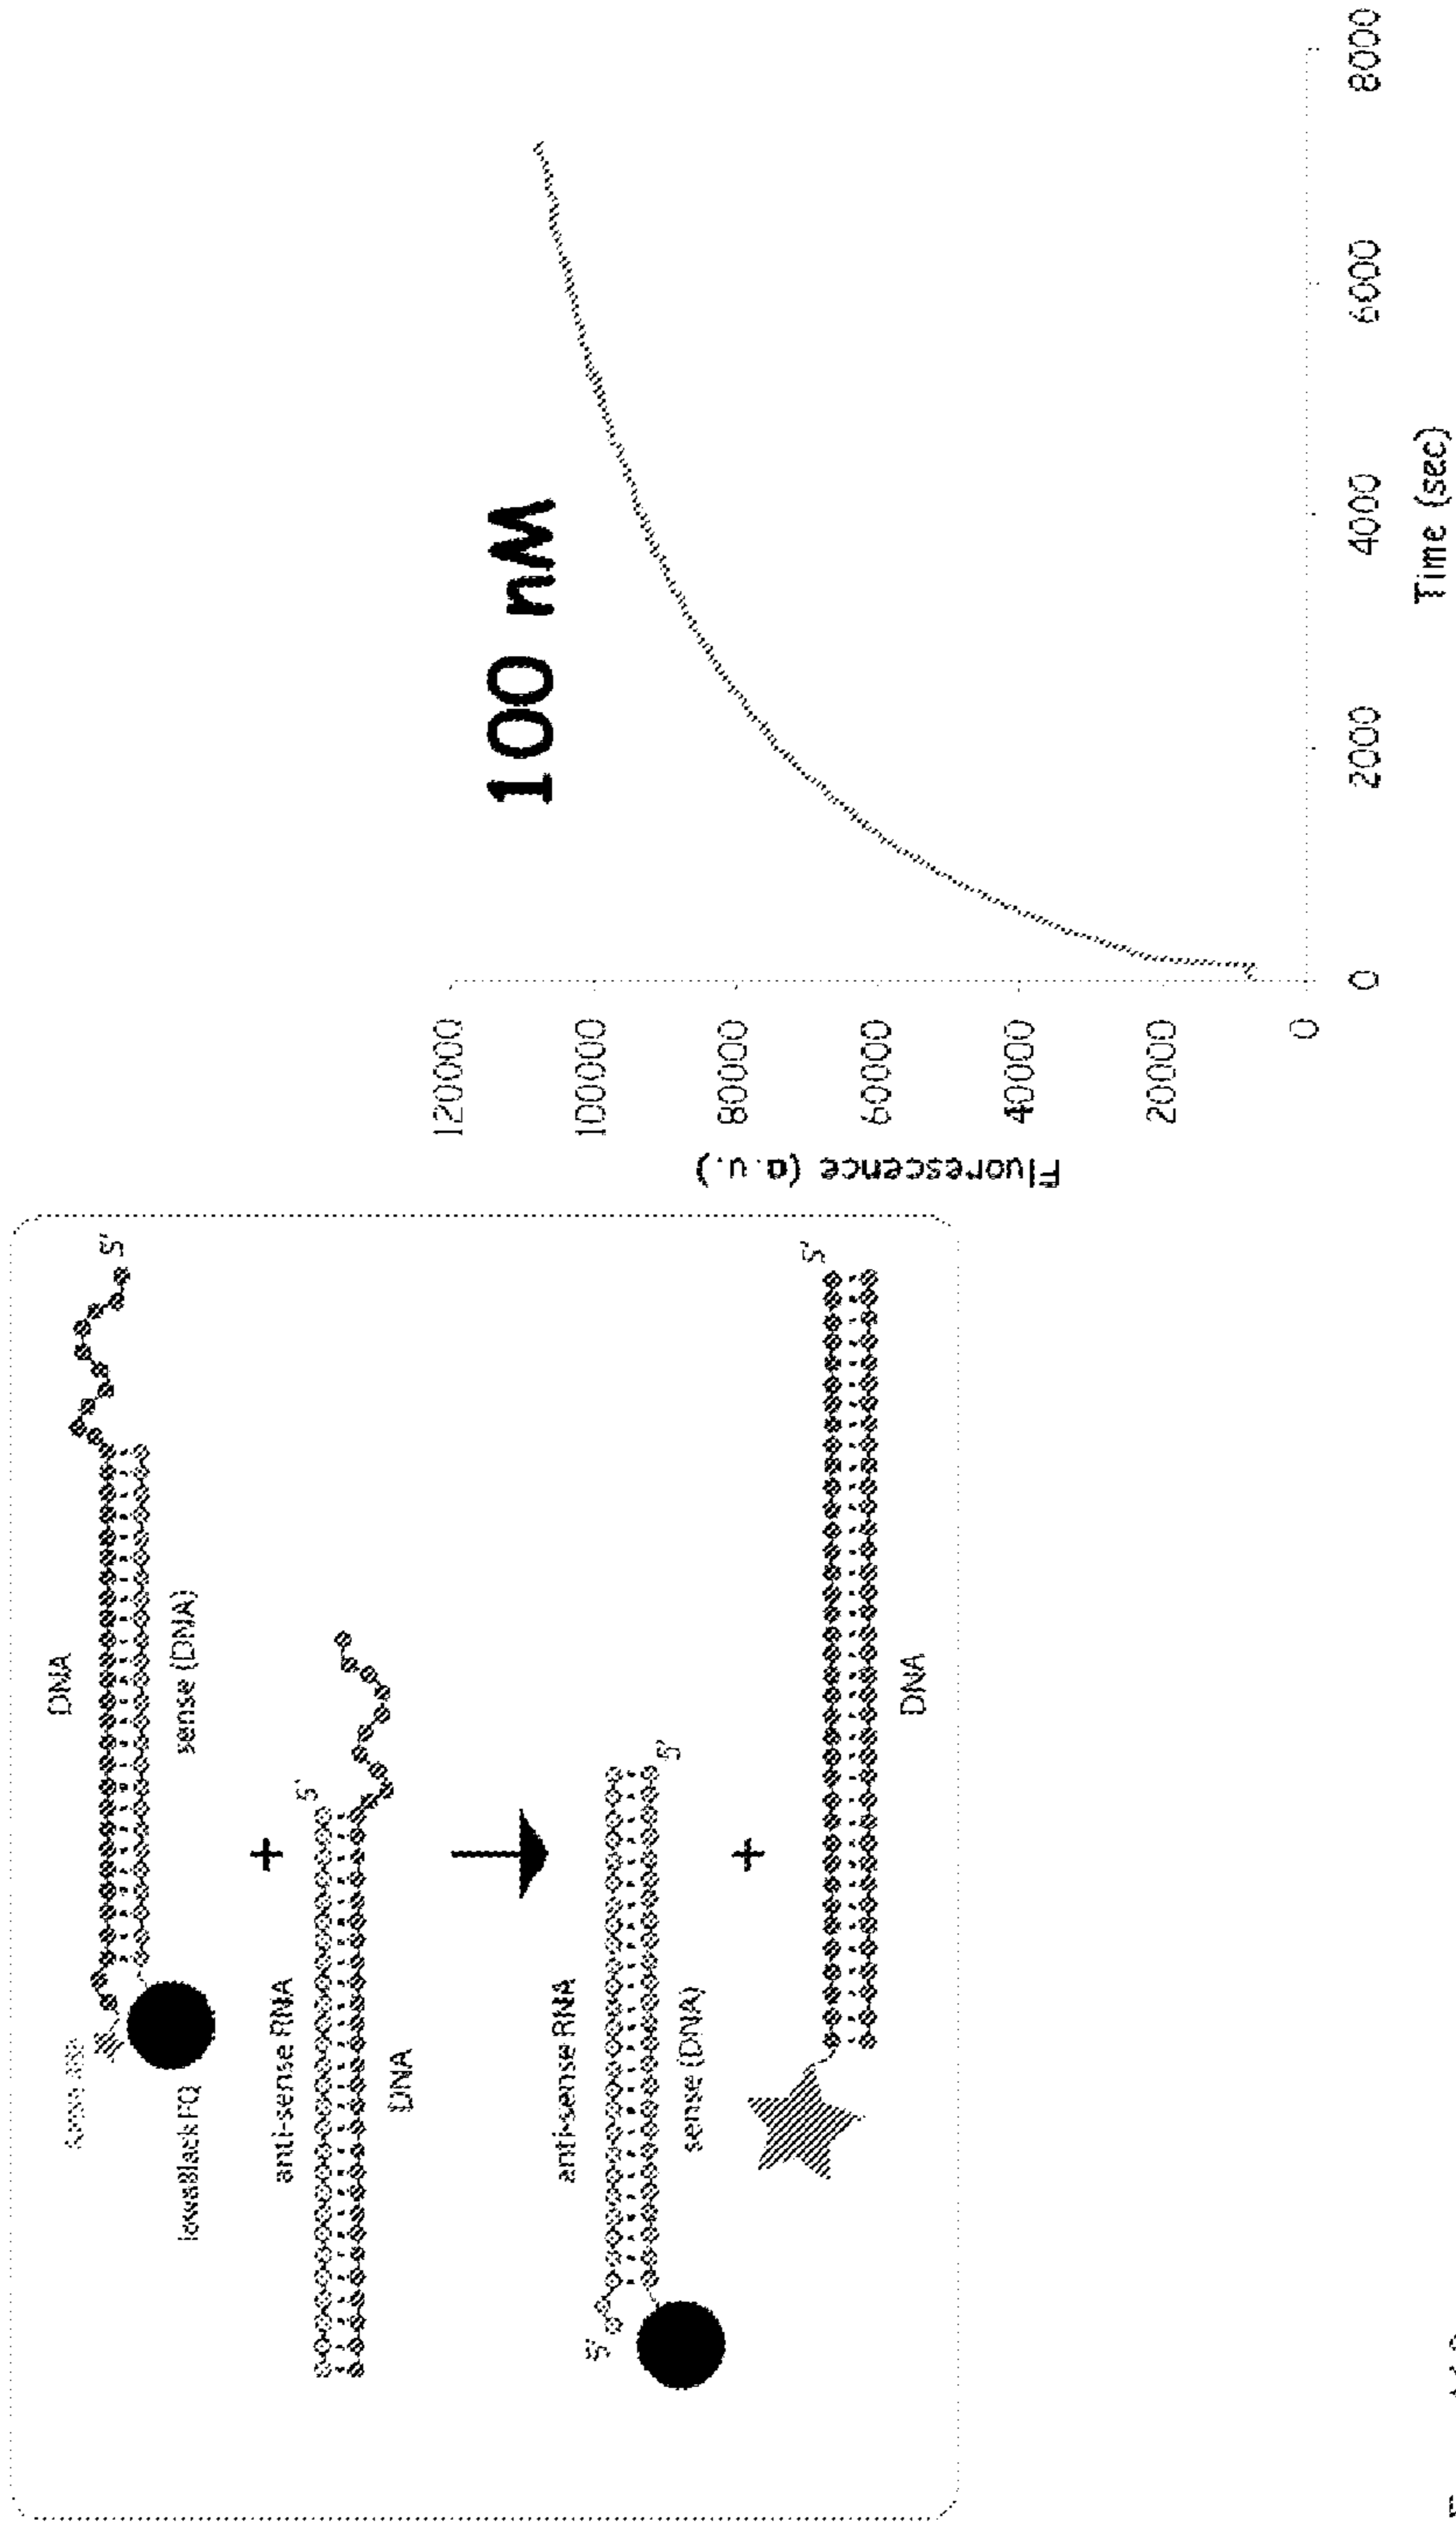 DNA
5'
sense (DNA)
IowaBlack FQ
+
anti-sense RNA
5'
DNA
anti-sense RNA
5'
5'
sense (DNA)
+
5'
DNA
100 nM
Fluorescence (a.u.)
120000
100000
80000
60000
40000
20000
0
0
2000
4000
6000
8000
Time (sec)